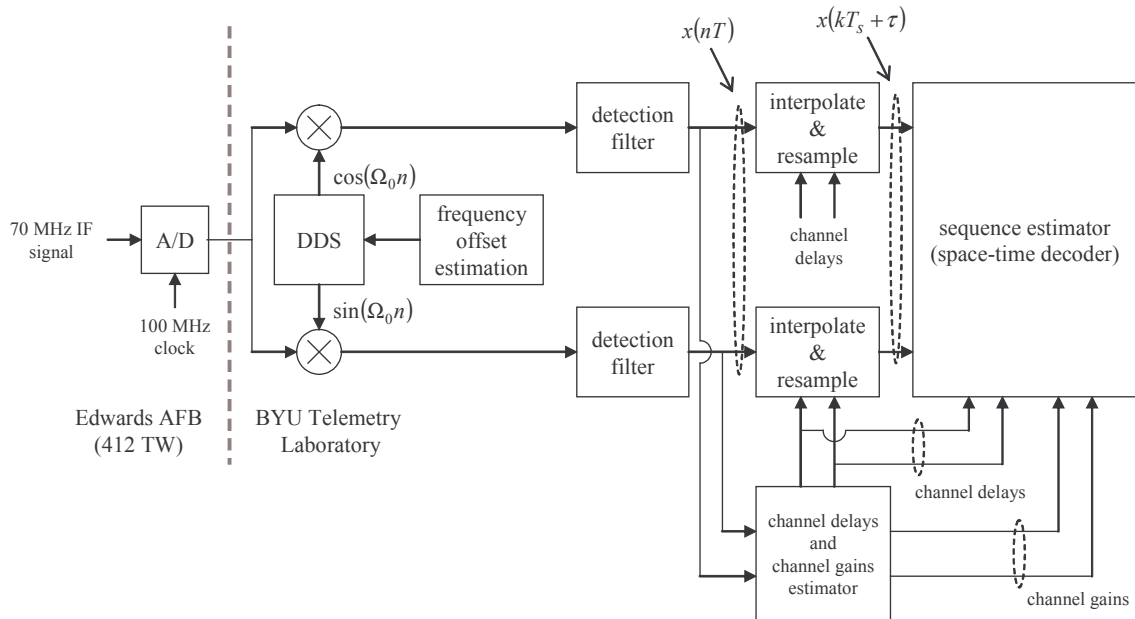 x(nT)
x(kT_s + τ)
detection
filter
interpolate
&
resample
cos(Ω₀n)
70 MHz IF
signal
A/D
DDS
frequency
offset
estimation
channel
delays
sequence estimator
(space-time decoder)
100 MHz
clock
sin(Ω₀n)
detection
filter
interpolate
&
resample
Edwards AFB
(412 TW)
BYU Telemetry
Laboratory
channel delays
channel delays
and
channel gains
estimator
channel gains